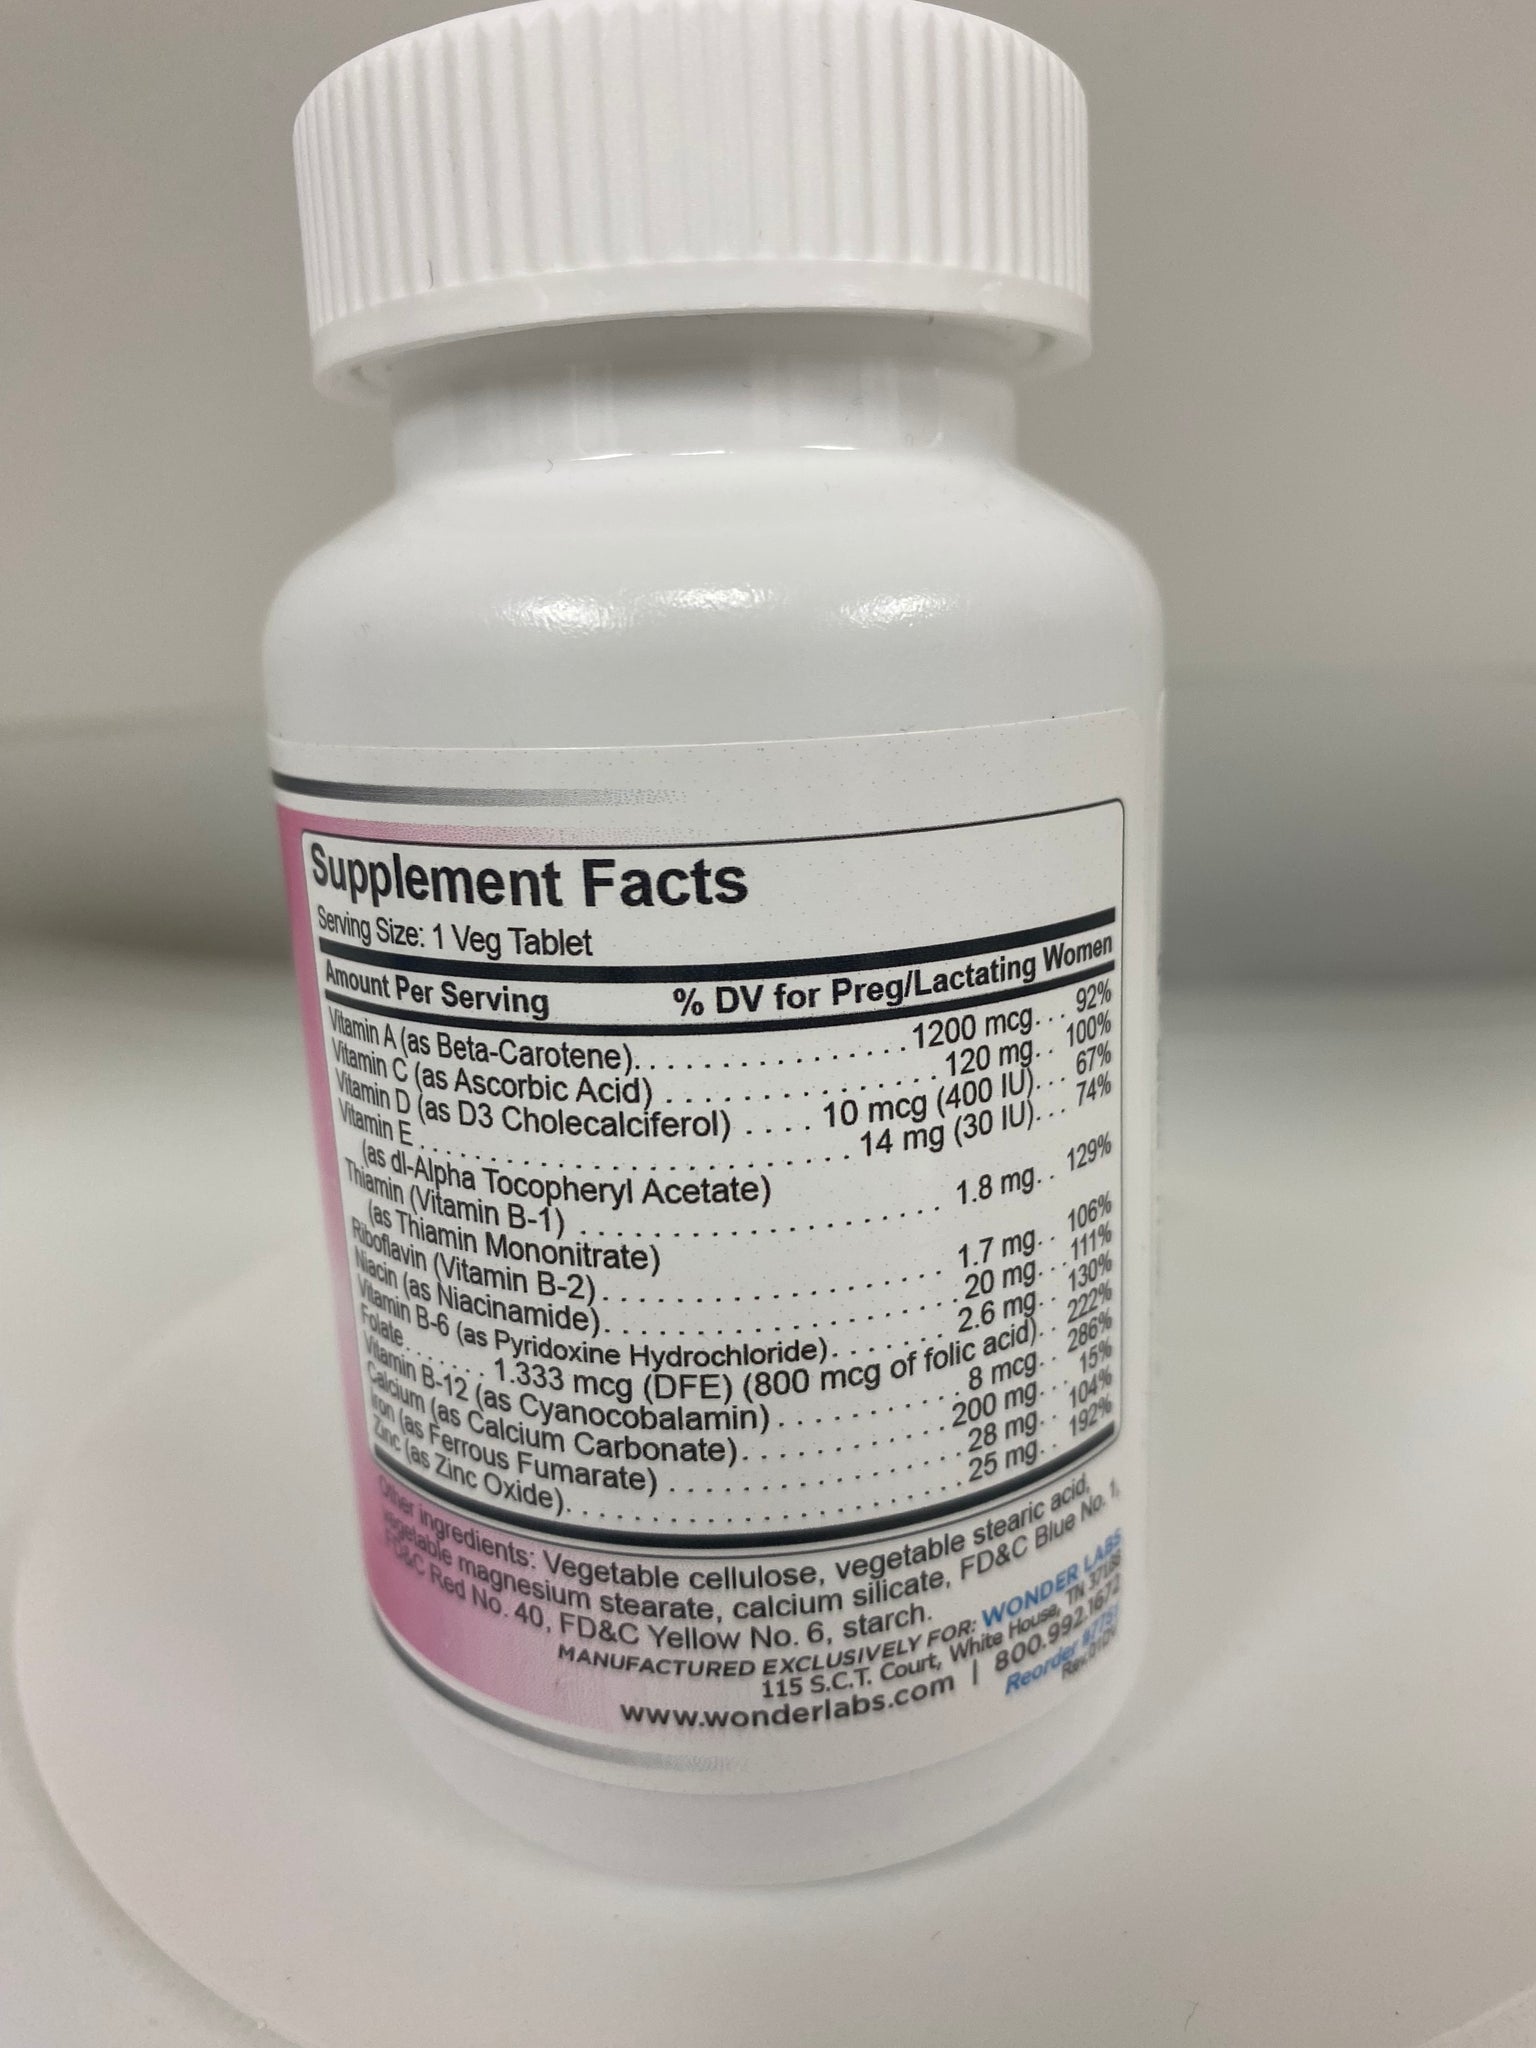 Supplement Facts
Serving Size: 1 Veg Tablet
Amount Per Serving % DV for Preg/Lactating Women
Vitamin A (as Beta-Carotene)................1200 mcg... 92%
Vitamin C (as Ascorbic Acid) ................120 mg.. 100%
Vitamin D (as D3 Cholecalciferol) ....10 mcg (400 IU)... 67%
Vitamin E...........................14 mg (30 IU)... 74%
(as dl-Alpha Tocopheryl Acetate)
Thiamin (Vitamin B-1) ......................1.8 mg.. 129%
(as Thiamin Mononitrate)
Riboflavin (Vitamin B-2)......................1.7 mg.. 106%
Niacin (as Niacinamide)......................20 mg... 111%
Vitamin B-6 (as Pyridoxine Hydrochloride).......2.6 mg.. 130%
Folate.......1.333 mcg (DFE) (800 mcg of folic acid).. 222%
Vitamin B-12 (as Cyanocobalamin) ..........8 mcg.. 286%
Calcium (as Calcium Carbonate).............200 mg... 15%
Iron (as Ferrous Fumarate) ..................28 mg.. 104%
Zinc (as Zinc Oxide)........................25 mg.. 192%
Other ingredients: Vegetable cellulose, vegetable stearic acid,
vegetable magnesium stearate, calcium silicate, FD&C Blue No. 1,
FD&C Red No. 40, FD&C Yellow No. 6, starch.
MANUFACTURED EXCLUSIVELY FOR: WONDER LABS
115 S.C.T. Court, White House, TN 37188
www.wonderlabs.com | 800.992.1672
Reorder